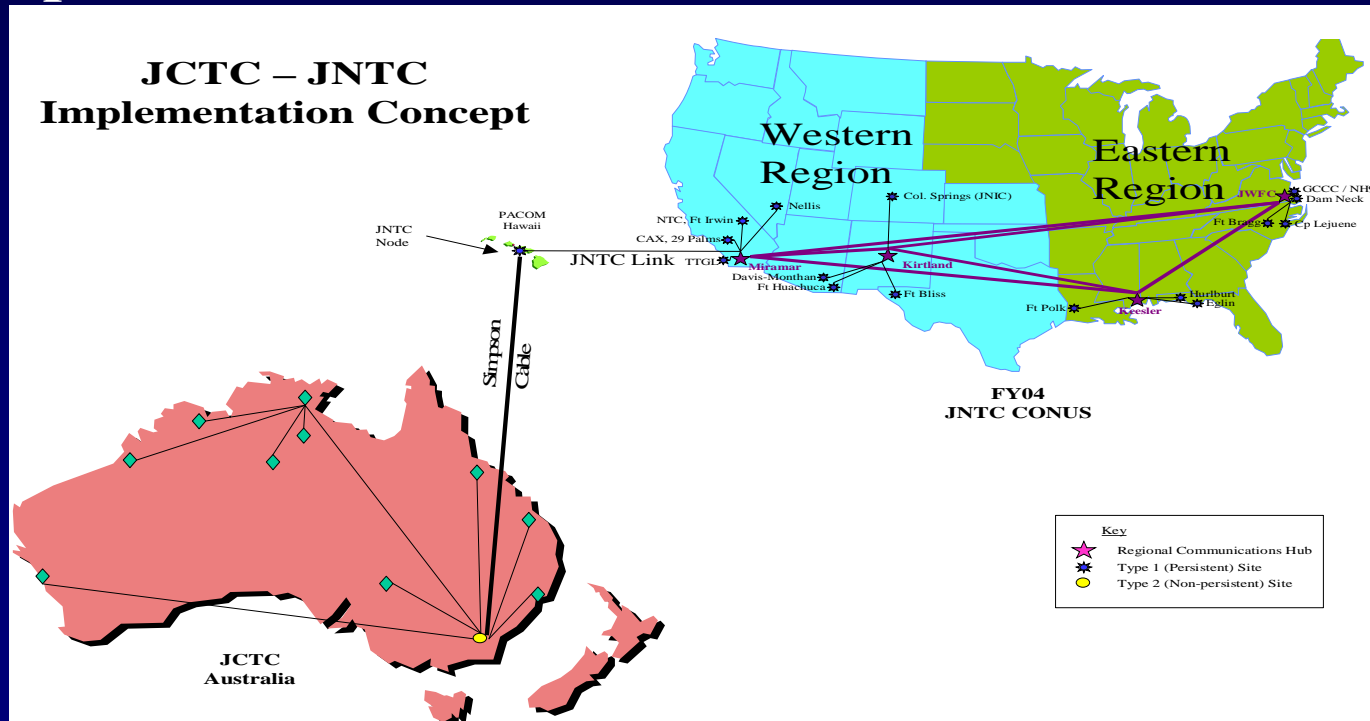 JCTC – JNTC
Implementation Concept
Western
Region
Eastern
Region
JWFC
GCCC / NH
Dam Neck
Ft Bragg
Cp Lejuene
Col. Springs (JNIC)
Nellis
NTC, Ft Irwin
CAX, 29 Palms
TTGL
Miramar
Kirtland
Davis-Monthan
Ft Huachuca
Ft Bliss
Ft Polk
Keesler
Hurlburt
Eglin
PACOM
Hawaii
JNTC
Node
JNTC Link
Simpson
Cable
FY04
JNTC CONUS
Key
Regional Communications Hub
Type 1 (Persistent) Site
Type 2 (Non-persistent) Site
JCTC
Australia